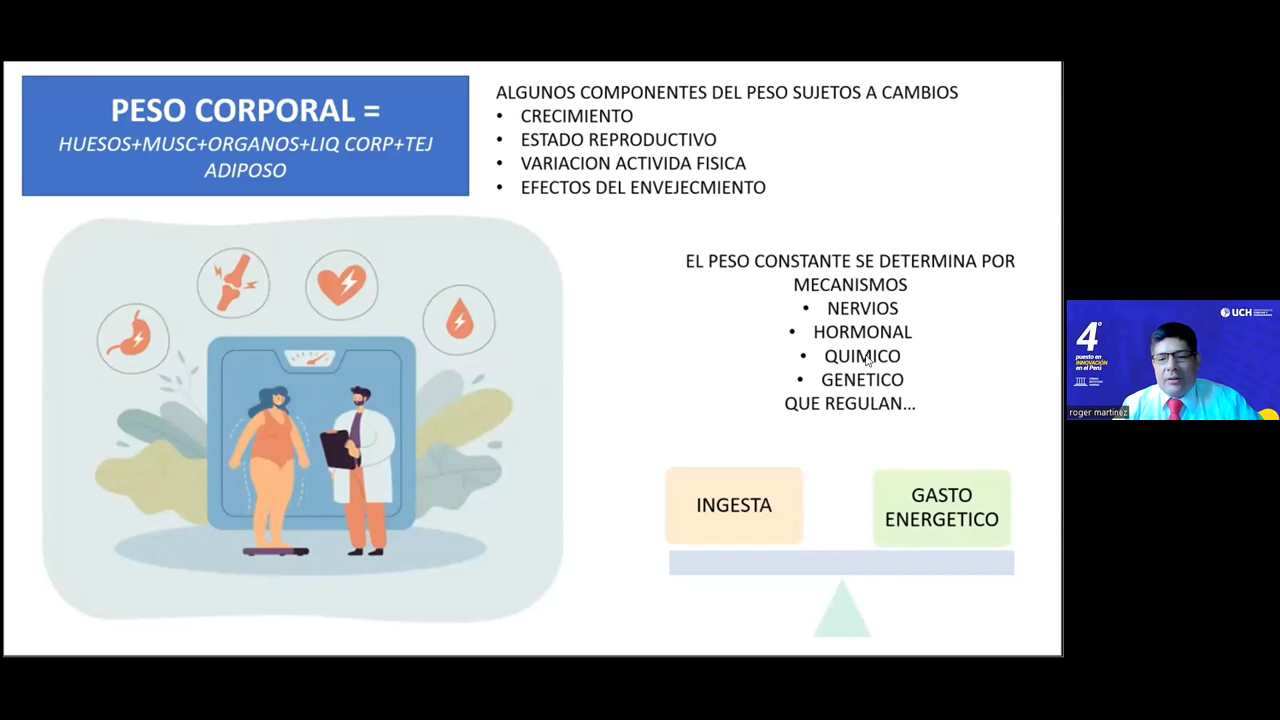 PESO CORPORAL =
HUESOS+MUSC+ORGANOS+LIQ CORP+TEJ
ADIPOSO
ALGUNOS COMPONENTES DEL PESO SUJETOS A CAMBIOS
• CRECIMIENTO
• ESTADO REPRODUCTIVO
• VARIACION ACTIVIDA FISICA
• EFECTOS DEL ENVEJECMIENTO
EL PESO CONSTANTE SE DETERMINA POR
MECANISMOS
• NERVIOS
• HORMONAL
• QUIMICO
• GENETICO
QUE REGULAN...
INGESTA
GASTO
ENERGETICO
UCH
4°
puesto en
INNOVACIÓN
en el Perú
roger martinez